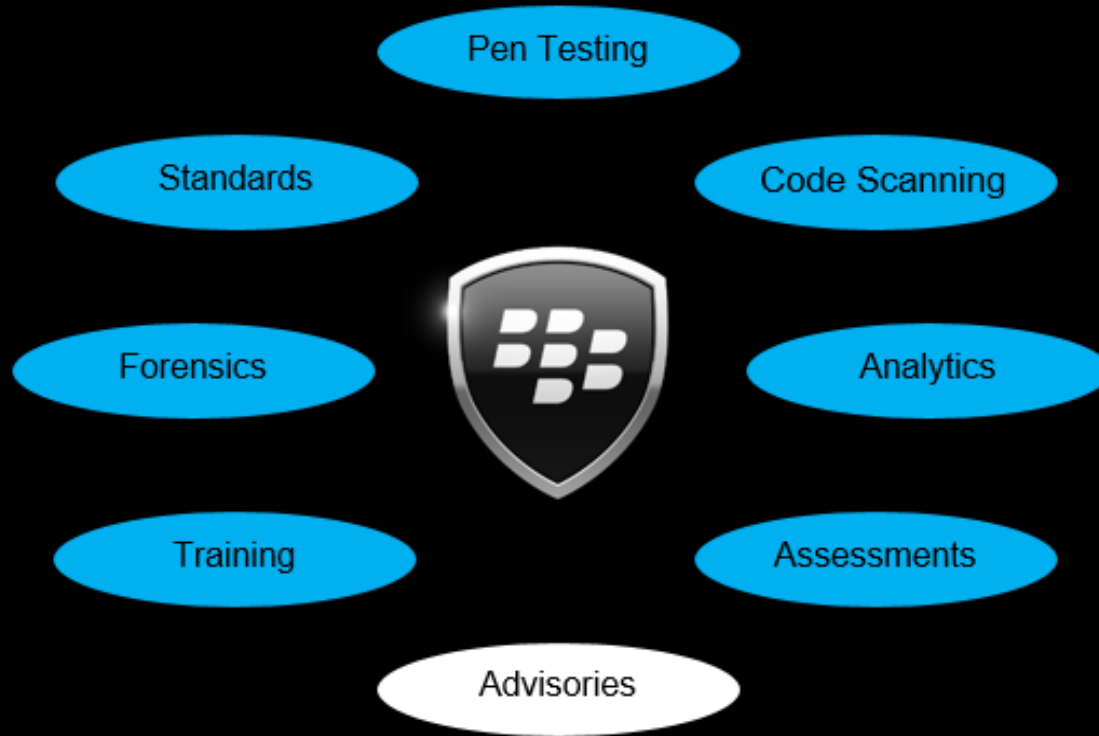 Pen Testing
Standards
Code Scanning
Forensics
Analytics
Training
Assessments
Advisories